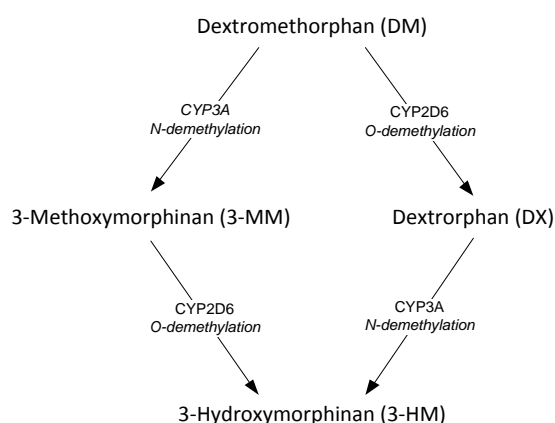 Dextromethorphan (DM)
CYP3A
N-demethylation
CYP2D6
O-demethylation
3-Methoxymorphinan (3-MM)
Dextrorphan (DX)
CYP2D6
O-demethylation
CYP3A
N-demethylation
3-Hydroxymorphinan (3-HM)